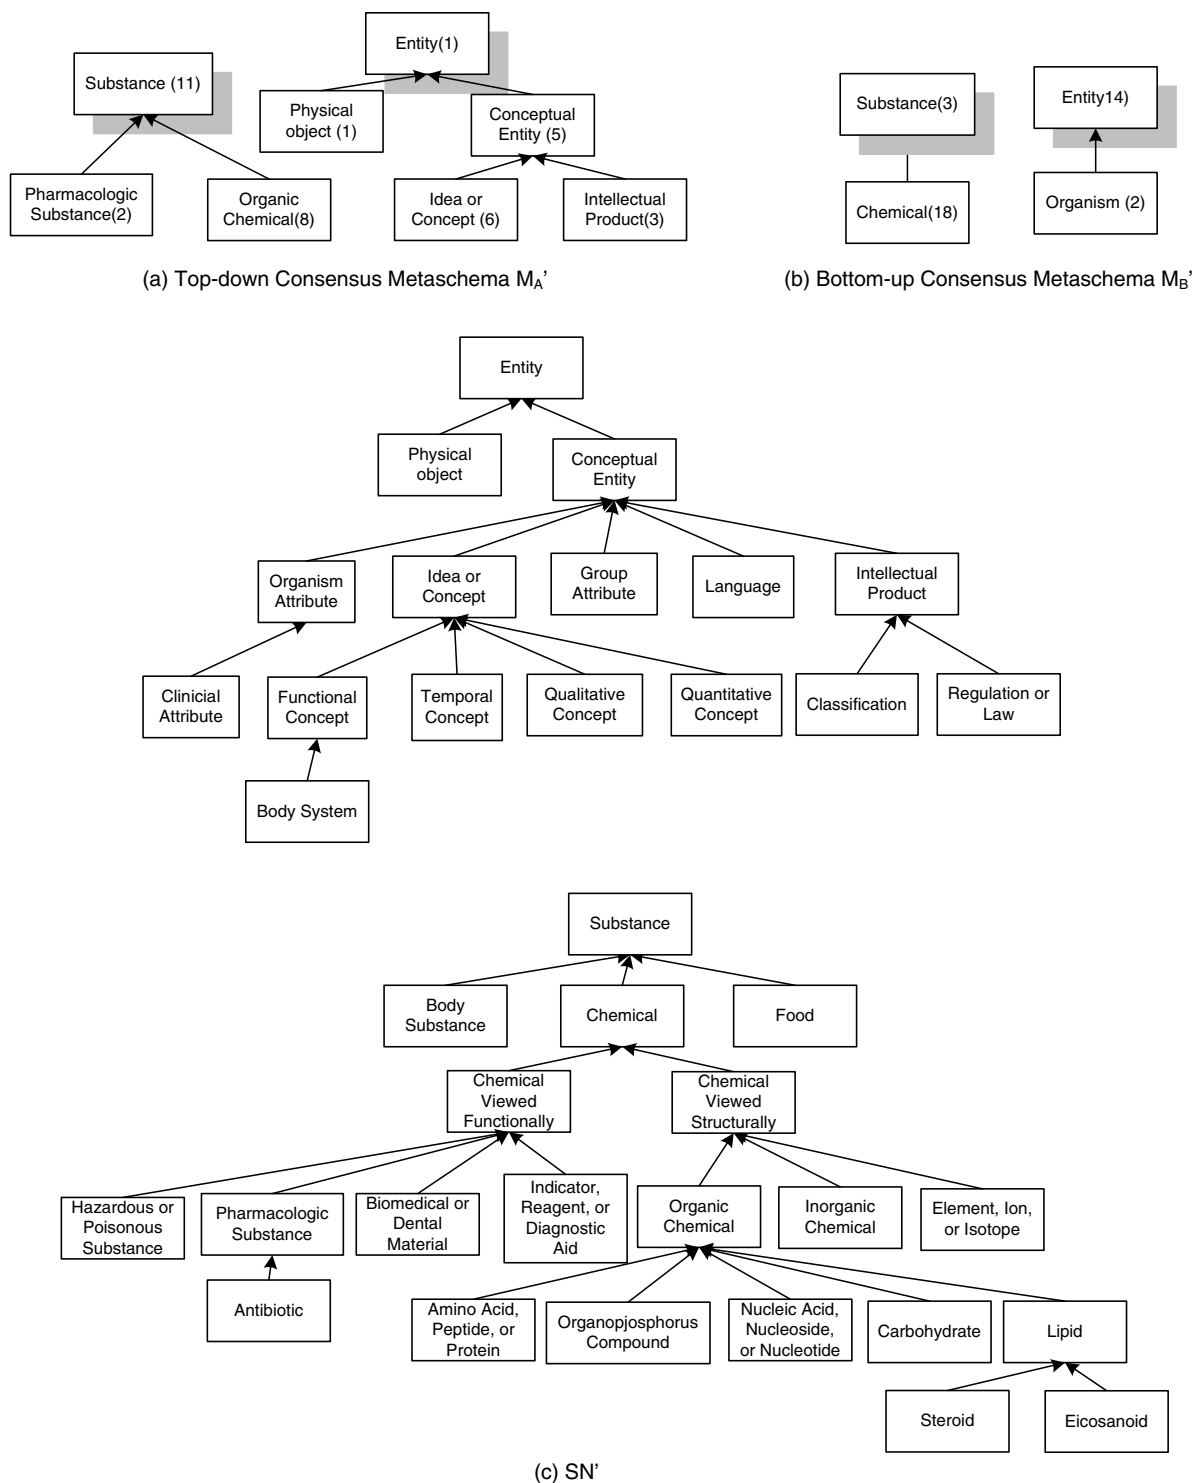 Entity(1)
Substance (11)
Physical
object (1)
Conceptual
Entity (5)
Pharmacologic
Substance(2)
Organic
Chemical(8)
Idea or
Concept (6)
Intellectual
Product(3)
(a) Top-down Consensus Metaschema MA'
Substance(3)
Entity14)
Chemical(18)
Organism (2)
(b) Bottom-up Consensus Metaschema MB'
Entity
Physical
object
Conceptual
Entity
Organism
Attribute
Idea or
Concept
Group
Attribute
Language
Intellectual
Product
Clinicial
Attribute
Functional
Concept
Temporal
Concept
Qualitative
Concept
Quantitative
Concept
Classification
Regulation or
Law
Body System
Substance
Body
Substance
Chemical
Food
Chemical
Viewed
Functionally
Chemical
Viewed
Structurally
Hazardous or
Poisonous
Substance
Pharmacologic
Substance
Biomedical or
Dental
Material
Indicator,
Reagent, or
Diagnostic
Aid
Organic
Chemical
Inorganic
Chemical
Element, Ion,
or Isotope
Antibiotic
Amino Acid,
Peptide, or
Protein
Organopjosphorus
Compound
Nucleic Acid,
Nucleoside,
or Nucleotide
Carbohydrate
Lipid
Steroid
Eicosanoid
(c) SN'